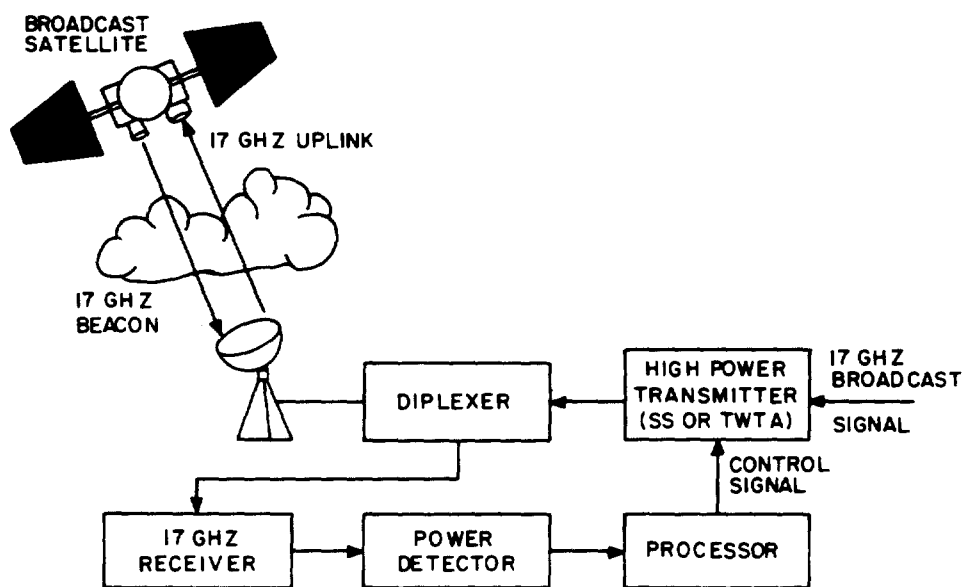 BROADCAST
SATELLITE
17 GHZ UPLINK
17 GHZ
BEACON
DIPLEXER
HIGH POWER
TRANSMITTER
(SS OR TWTA)
17 GHZ
BROADCAST
SIGNAL
CONTROL
SIGNAL
17 GHZ
RECEIVER
POWER
DETECTOR
PROCESSOR